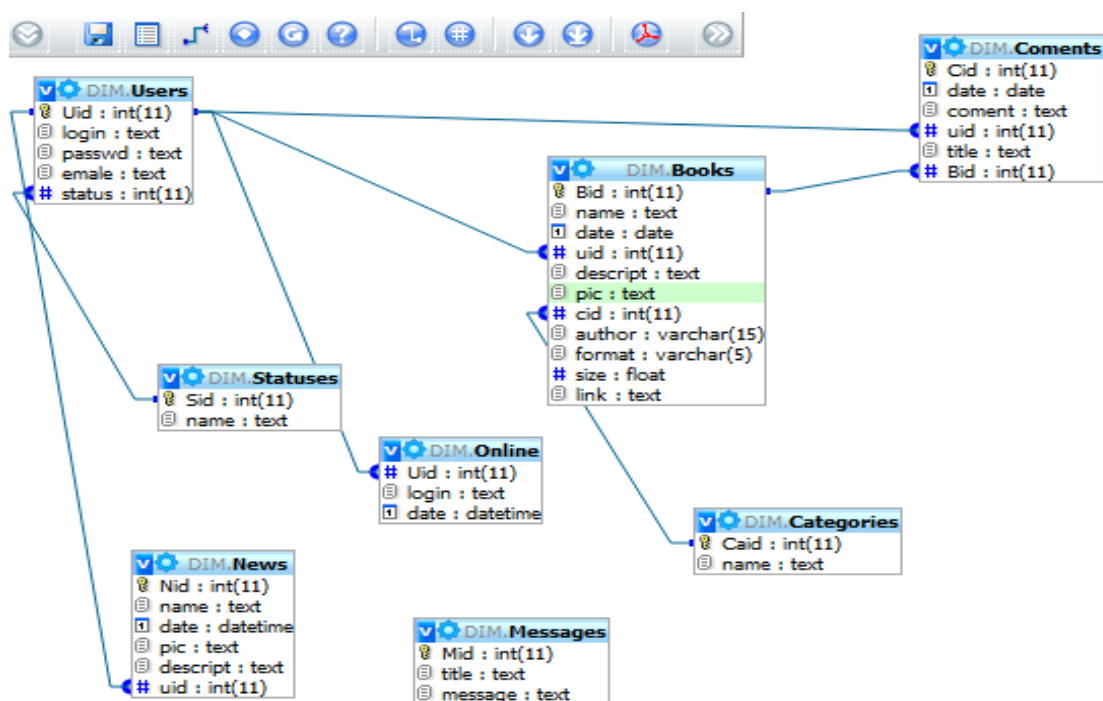 DIM.Users
Uid : int(11)
login : text
passwd : text
emale : text
status : int(11)
DIM.Coments
Cid : int(11)
date : date
coment : text
uid : int(11)
title : text
Bid : int(11)
DIM.Books
Bid : int(11)
name : text
date : date
uid : int(11)
descript : text
pic : text
cid : int(11)
author : varchar(15)
format : varchar(5)
size : float
link : text
DIM.Statuses
Sid : int(11)
name : text
DIM.Online
Uid : int(11)
login : text
date : datetime
DIM.Categories
Caid : int(11)
name : text
DIM.News
Nid : int(11)
name : text
date : datetime
pic : text
descript : text
uid : int(11)
DIM.Messages
Mid : int(11)
title : text
message : text